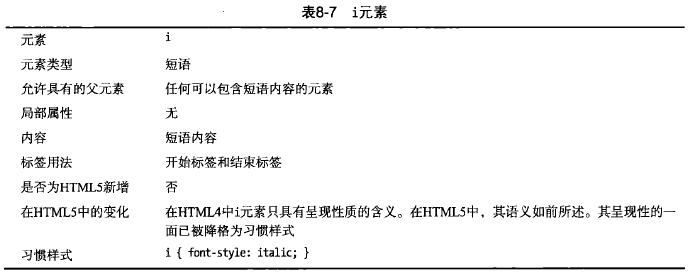 表8-7 i元素
元素 i
元素类型 短语
允许具有的父元素 任何可以包含短语内容的元素
局部属性 无
内容 短语内容
标签用法 开始标签和结束标签
是否为HTML5新增 否
在HTML5中的变化 在HTML4中i元素只具有呈现性质的含义。在HTML5中，其语义如前所述。其呈现性的一
面已被降格为习惯样式
习惯样式 i { font-style: italic; }